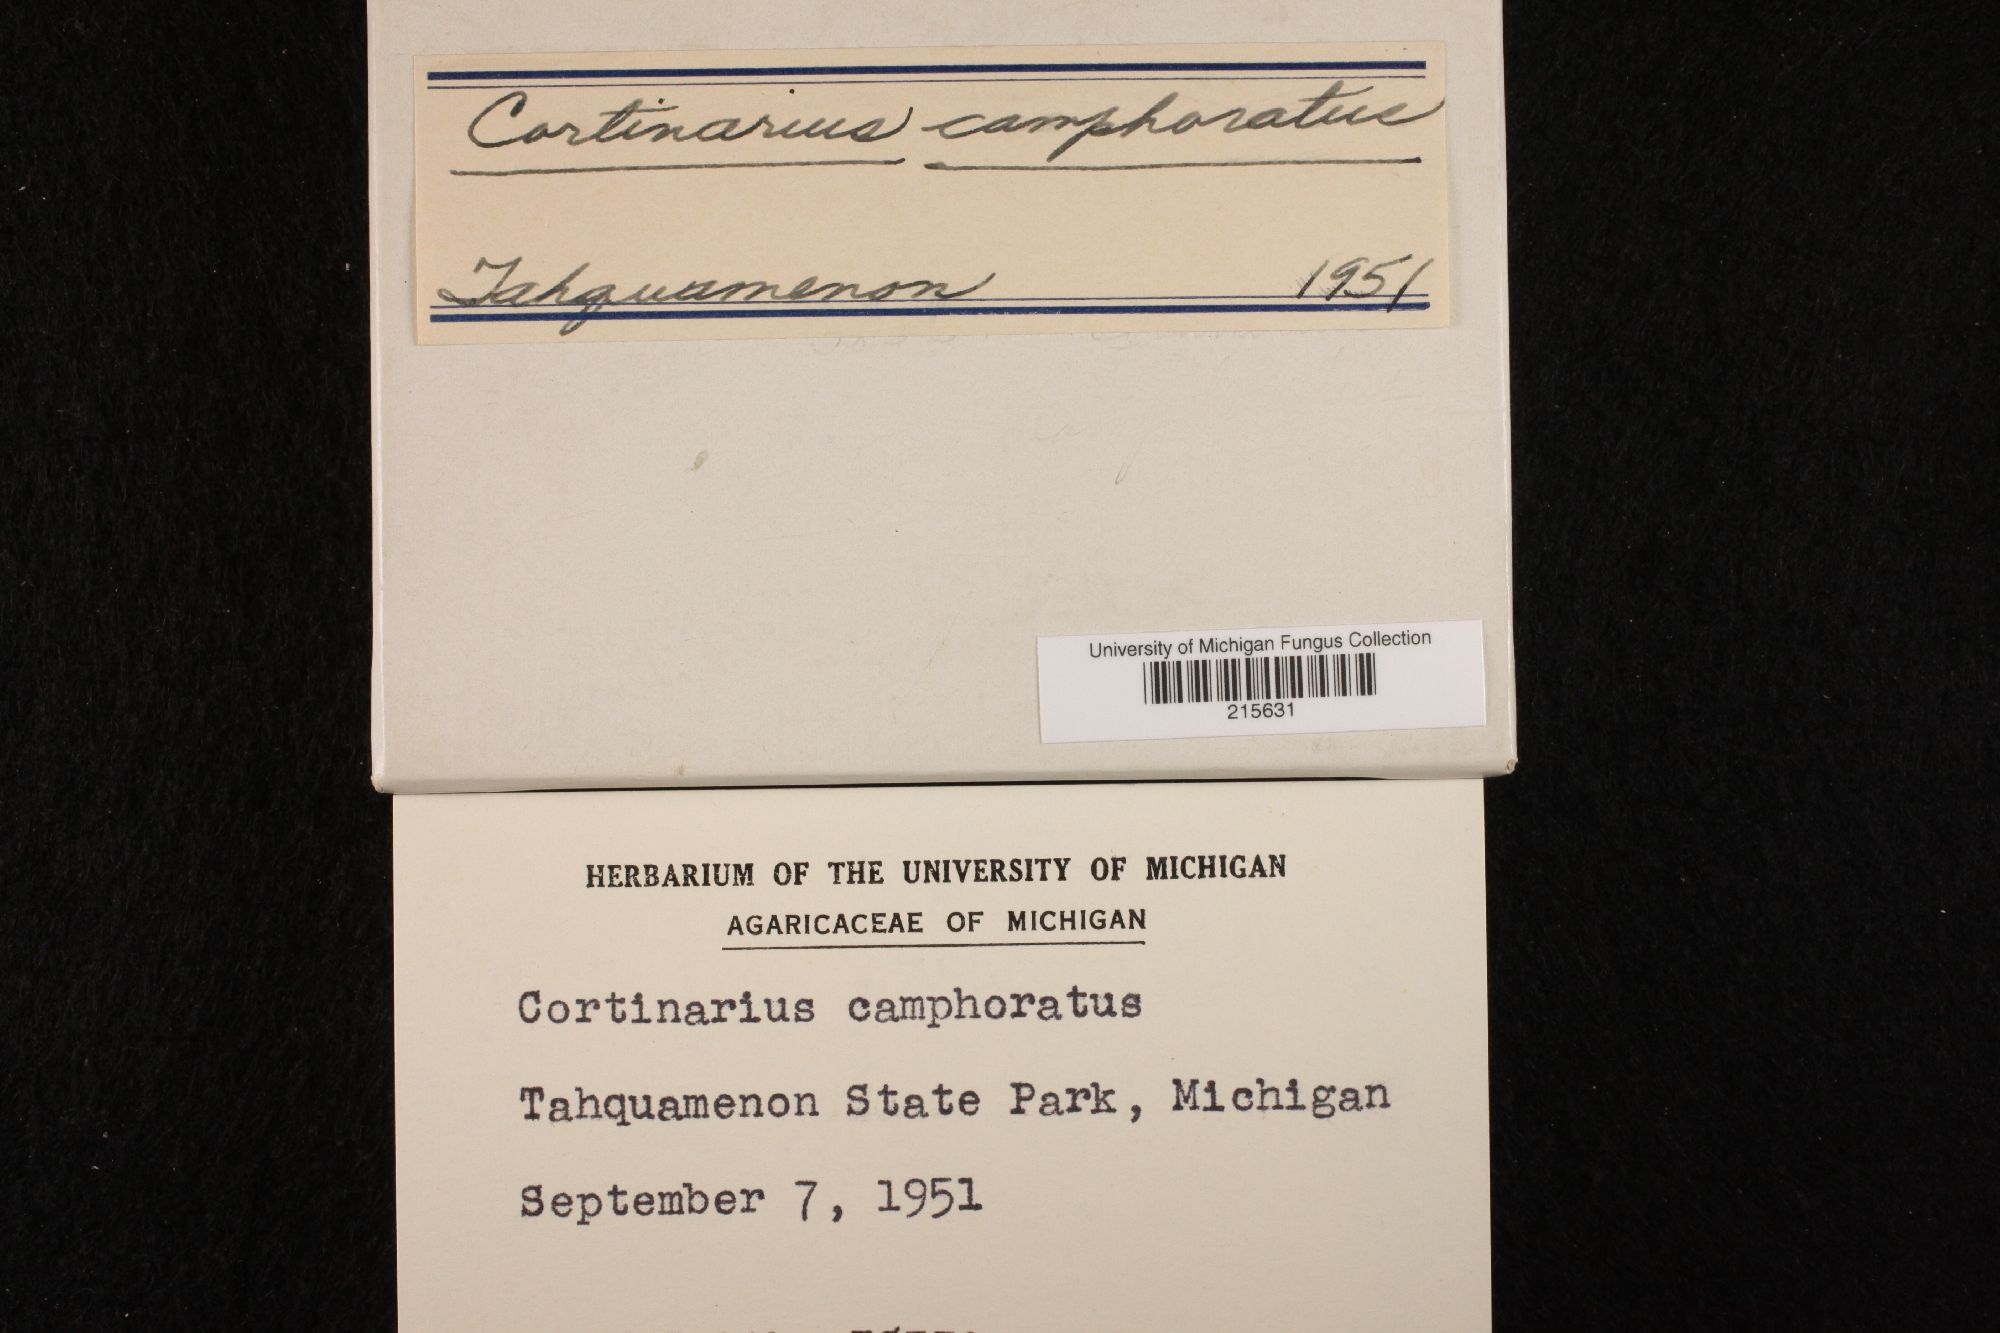 Cortinarius camphoratus
Tahquamenon 1951
University of Michigan Fungus Collection
215631
HERBARIUM OF THE UNIVERSITY OF MICHIGAN
AGARICACEAE OF MICHIGAN
Cortinarius camphoratus
Tahquamenon State Park, Michigan
September 7, 1951